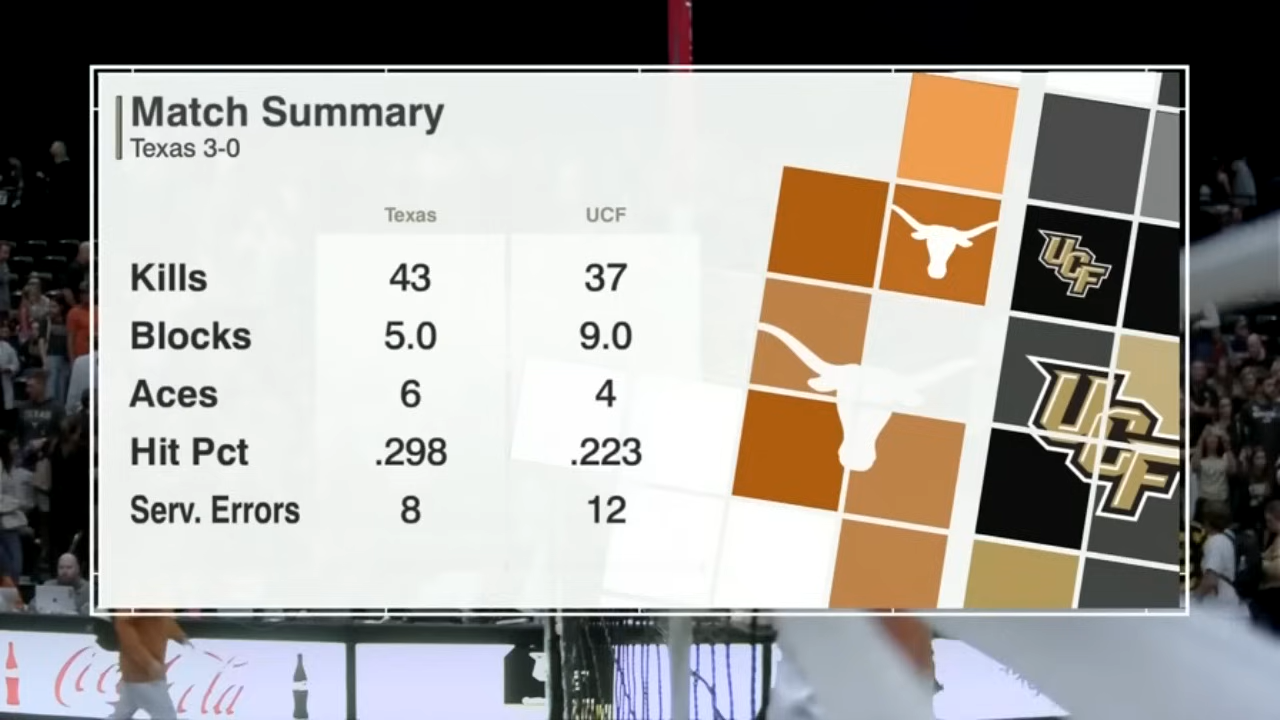 Match Summary
Texas 3-0
Texas UCF
Kills 43 37
Blocks 5.0 9.0
Aces 6 4
Hit Pct .298 .223
Serv. Errors 8 12
UCF
UCF
Coca-Cola